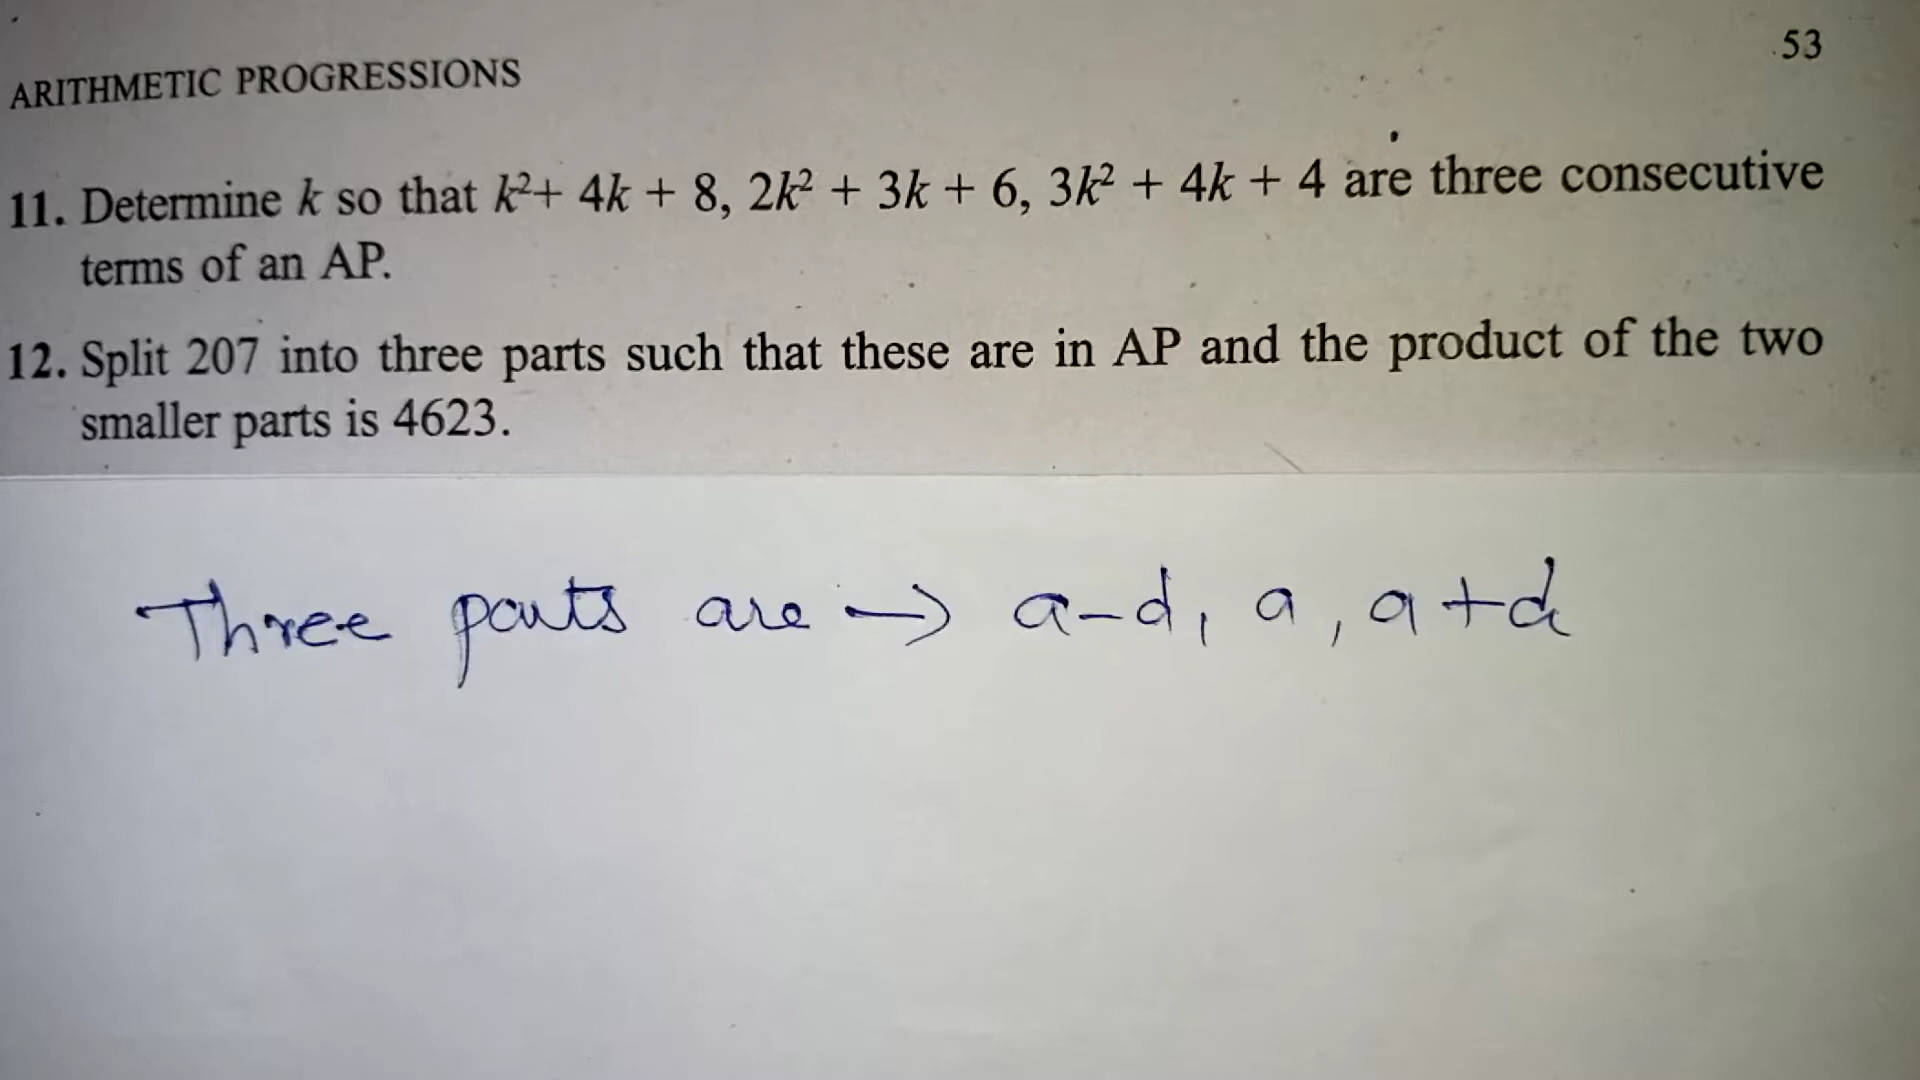 53
ARITHMETIC PROGRESSIONS
11. Determine k so that k²+ 4k + 8, 2k² + 3k + 6, 3k² + 4k + 4 are three consecutive
terms of an AP.
12. Split 207 into three parts such that these are in AP and the product of the two
smaller parts is 4623.
Three parts are → a-d, a, a+d